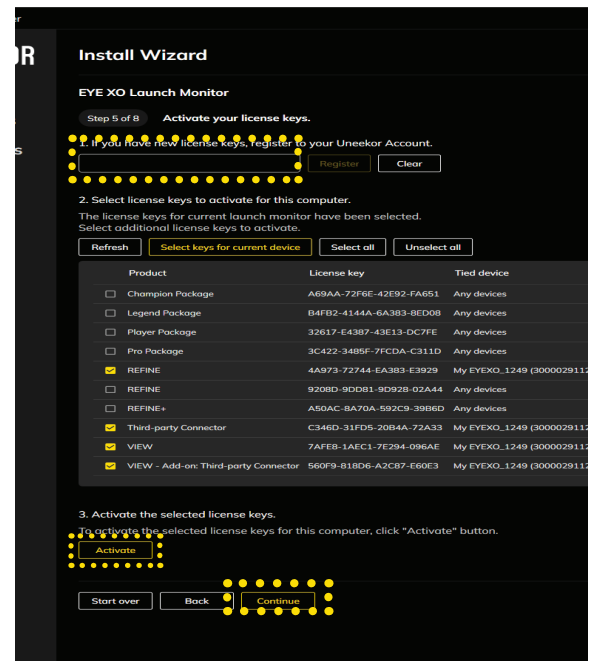 er
OR
Install Wizard
EYE XO Launch Monitor
Step 5 of 8 Activate your license keys.
S
1. If you have new license keys, register to your Uneekor Account.
Register Clear
2. Select license keys to activate for this computer.
The license keys for current launch monitor have been selected.
Select additional license keys to activate.
Refresh Select keys for current device Select all Unselect all
Product License key Tied device
Champion Package A69AA-72F6E-42E92-FA651 Any devices
Legend Package B4FB2-4144A-6A383-8ED08 Any devices
Player Package 32617-E4387-43E13-DC7FE Any devices
Pro Package 3C422-3485F-7FCDA-C311D Any devices
REFINE 4A973-72744-EA383-E3929 My EYEXO_1249 (3000029112
REFINE 9208D-9DD81-9D928-02A44 Any devices
REFINE+ A50AC-8A70A-592C9-39B6D Any devices
Third-party Connector C346D-31FD5-20B4A-72A33 My EYEXO_1249 (3000029112
VIEW 7AFE8-1AEC1-7E294-096AE My EYEXO_1249 (3000029112
VIEW - Add-on: Third-party Connector 560F9-818D6-A2C87-E60E3 My EYEXO_1249 (3000029112
3. Activate the selected license keys.
To activate the selected license keys for this computer, click "Activate" button.
Activate
Start over Back Continue